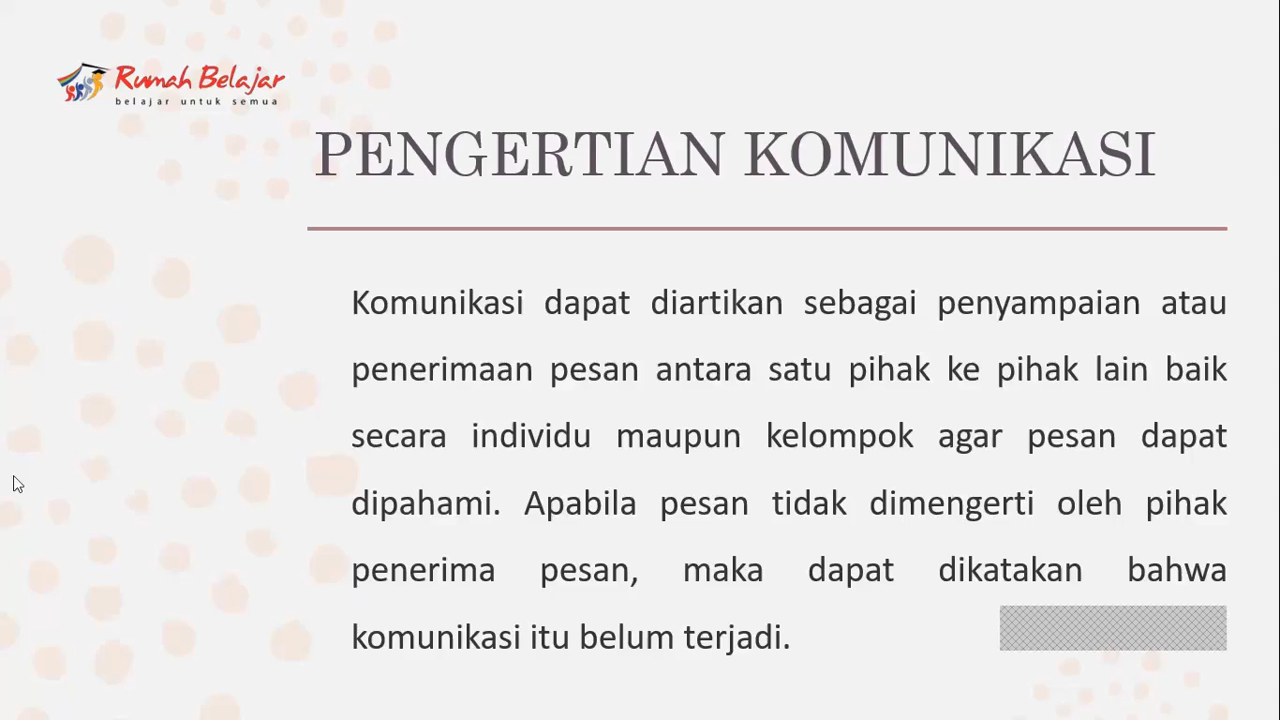 Rumah Belajar
belajar untuk semua
PENGERTIAN KOMUNIKASI
Komunikasi dapat diartikan sebagai penyampaian atau
penerimaan pesan antara satu pihak ke pihak lain baik
secara individu maupun kelompok agar pesan dapat
dipahami. Apabila pesan tidak dimengerti oleh pihak
penerima pesan, maka dapat dikatakan bahwa
komunikasi itu belum terjadi.